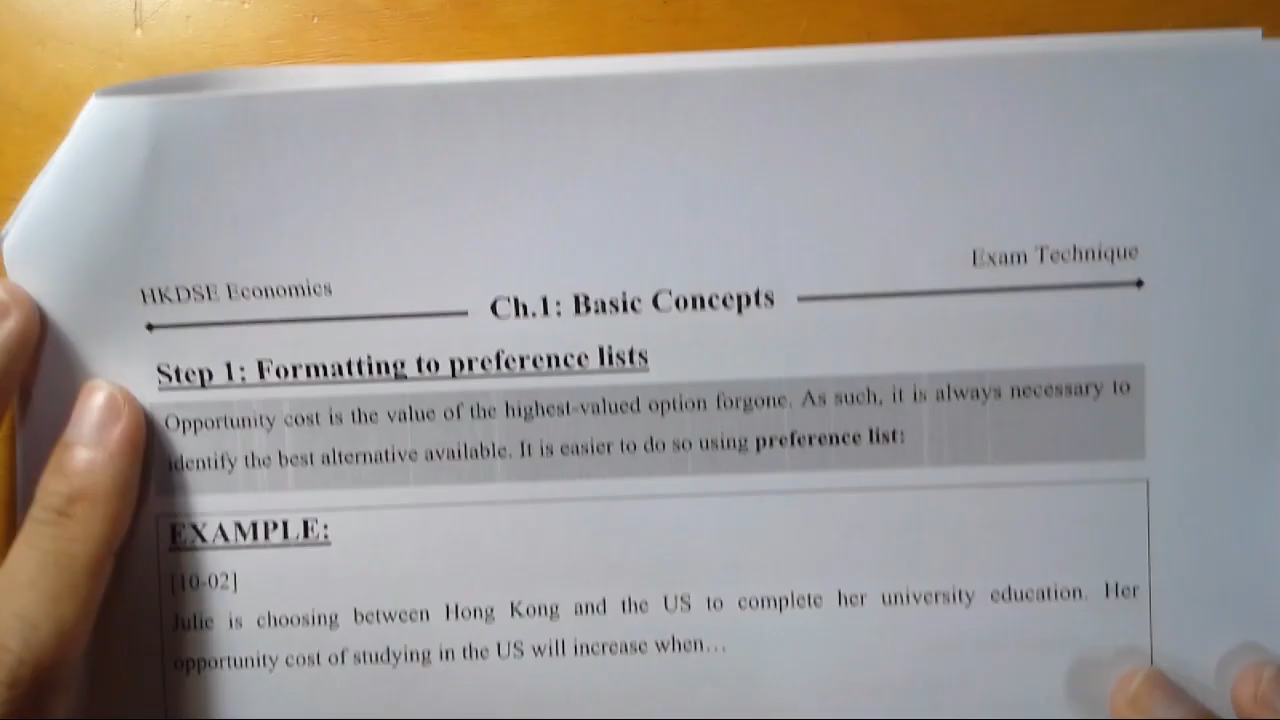 HKDSE Economics
Exam Technique
Ch.1: Basic Concepts
Step 1: Formatting to preference lists
Opportunity cost is the value of the highest-valued option forgone. As such, it is always necessary to
identify the best alternative available. It is easier to do so using preference list:
EXAMPLE:
[10-02]
Julie is choosing between Hong Kong and the US to complete her university education. Her
opportunity cost of studying in the US will increase when…